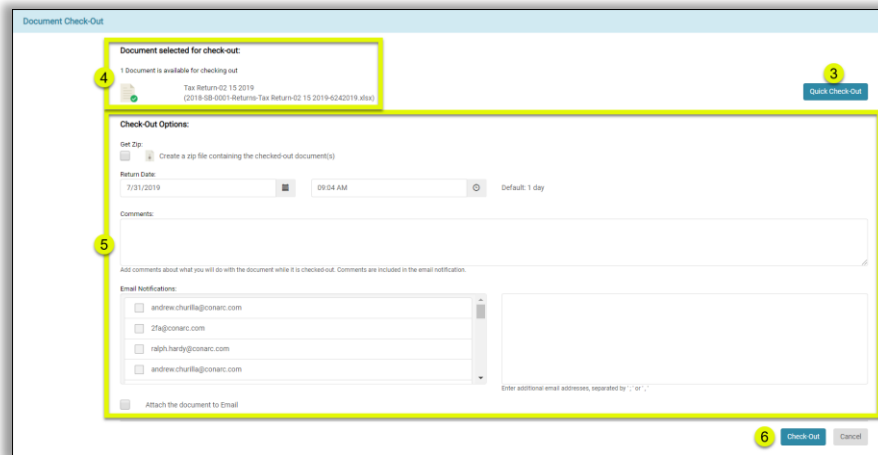 Document Check-Out
Document selected for check-out:
1 Document is available for checking out
4
Tax Return-02 15 2019
(2018-SB-0001-Returns-Tax Return-02 15 2019-6242019.xlsx)
3
Quick Check-Out
Check-Out Options:
Get Zip:
Create a zip file containing the checked-out document(s)
Return Date:
7/31/2019
09:04 AM
Default: 1 day
Comments:
5
Add comments about what you will do with the document while it is checked-out. Comments are included in the email notification.
Email Notifications:
andrew.churilla@conarc.com
2fa@conarc.com
ralph.hardy@conarc.com
andrew.churilla@conarc.com
Enter additional email addresses, separated by ' ; ' or ' , '
Attach the document to Email
6
Check-Out
Cancel